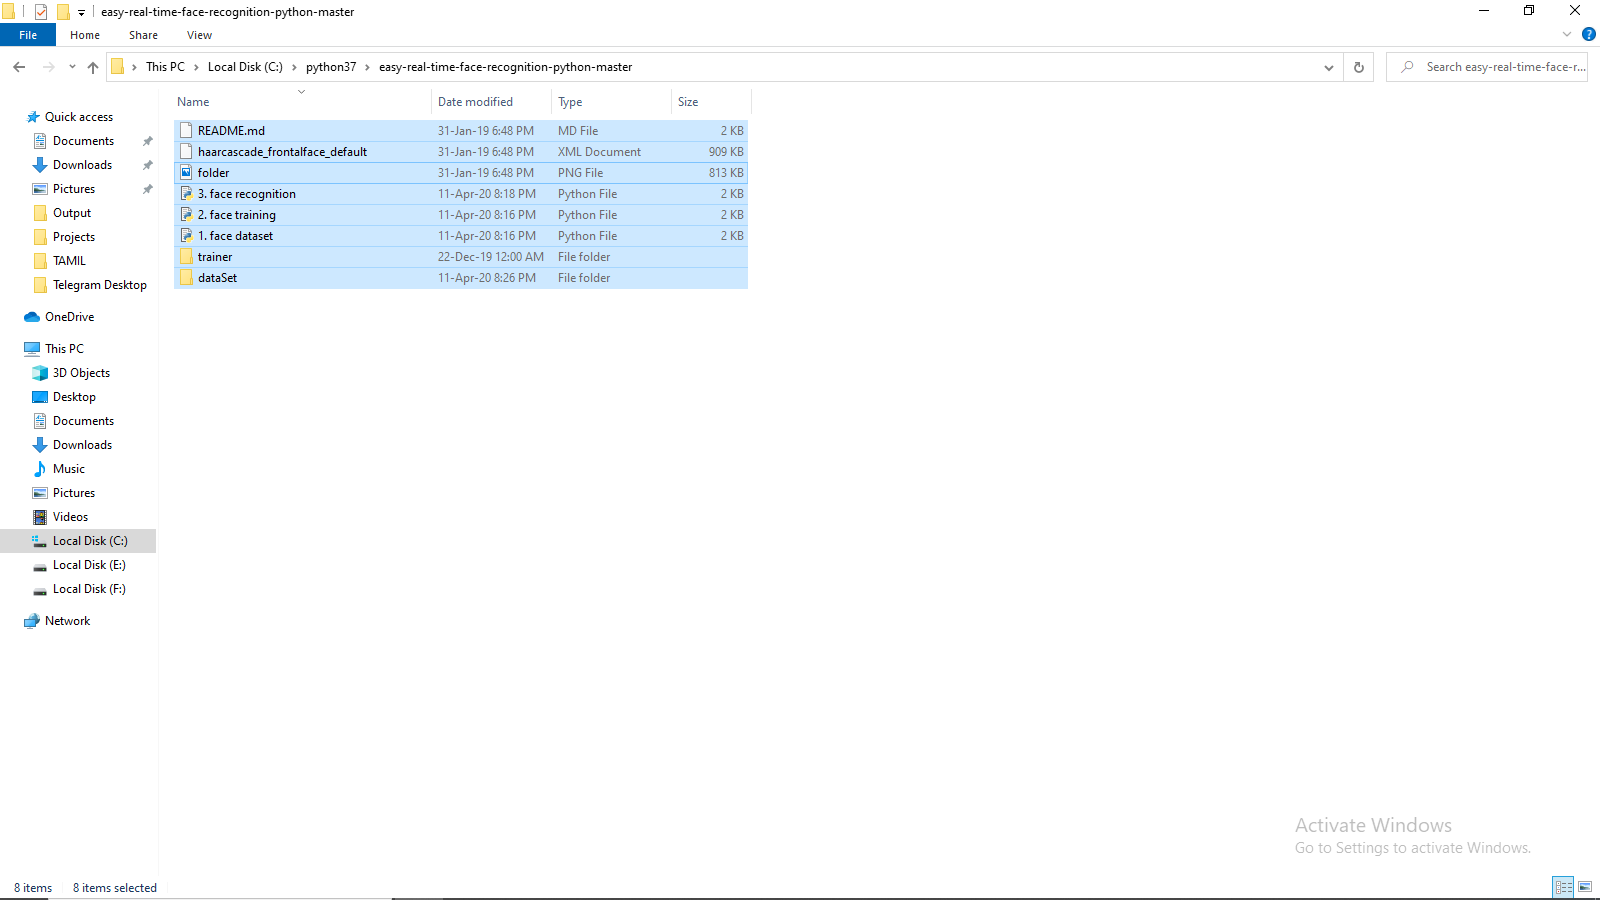 easy-real-time-face-recognition-python-master
File Home Share View
This PC Local Disk (C:) python37 easy-real-time-face-recognition-python-master
Search easy-real-time-face-r...
Name Date modified Type Size
README.md 31-Jan-19 6:48 PM MD File 2 KB
haarcascade_frontalface_default 31-Jan-19 6:48 PM XML Document 909 KB
folder 31-Jan-19 6:48 PM PNG File 813 KB
3. face recognition 11-Apr-20 8:18 PM Python File 2 KB
2. face training 11-Apr-20 8:16 PM Python File 2 KB
1. face dataset 11-Apr-20 8:16 PM Python File 2 KB
trainer 22-Dec-19 12:00 AM File folder
dataSet 11-Apr-20 8:26 PM File folder
Quick access
Documents
Downloads
Pictures
Output
Projects
TAMIL
Telegram Desktop
OneDrive
This PC
3D Objects
Desktop
Documents
Downloads
Music
Pictures
Videos
Local Disk (C:)
Local Disk (E:)
Local Disk (F:)
Network
Activate Windows
Go to Settings to activate Windows.
8 items 8 items selected